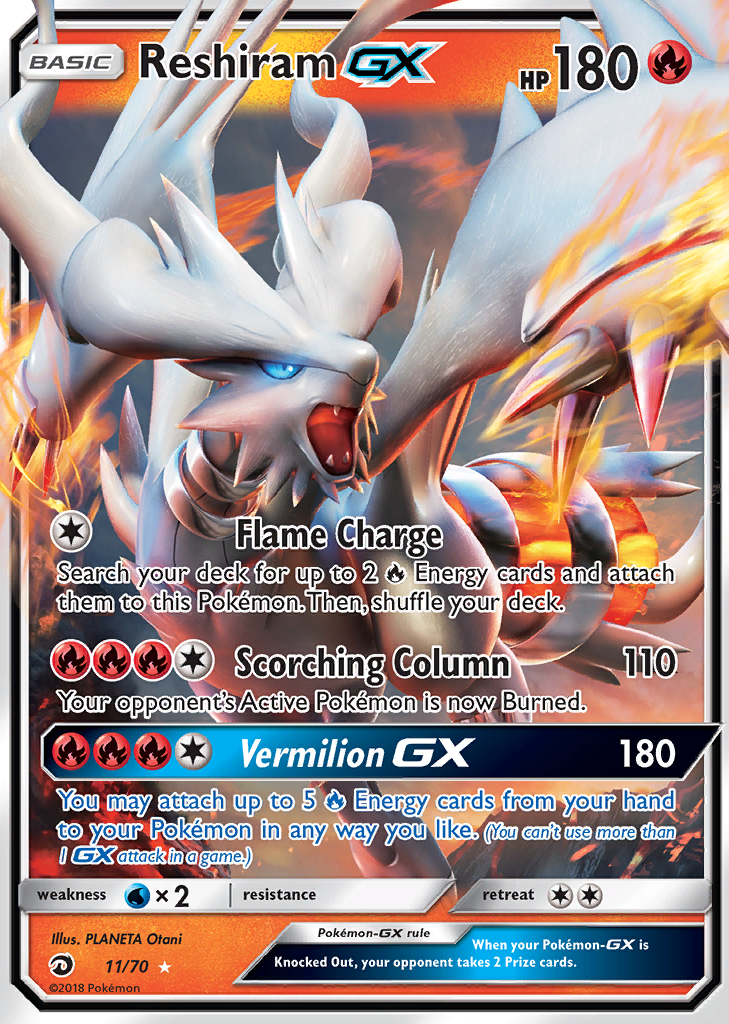 BASIC Reshiram GX HP 180
Flame Charge
Search your deck for up to 2 Energy cards and attach
them to this Pokémon. Then, shuffle your deck.
Scorching Column 110
Your opponent's Active Pokémon is now Burned.
Vermilion GX 180
You may attach up to 5 Energy cards from your hand
to your Pokémon in any way you like. (You can't use more than
1 GX attack in a game.)
weakness ×2 resistance retreat
Illus. PLANETA Otani
11/70
©2018 Pokémon
Pokémon-GX rule
When your Pokémon-GX is
Knocked Out, your opponent takes 2 Prize cards.